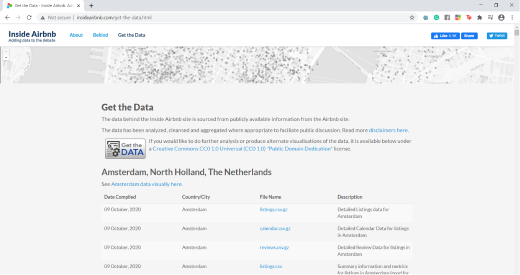 Get the Data - Inside Airbnb. Ad
Not secure | insideairbnb.com/get-the-data.html
Inside Airbnb
Adding data to the debate
About Behind Get the Data
Like Share Tweet
Get the Data
The data behind the Inside Airbnb site is sourced from publicly available information from the Airbnb site.
The data has been analyzed, cleansed and aggregated where appropriate to faciliate public discussion. Read more disclaimers here.
Get the DATA
If you would like to do further analysis or produce alternate visualisations of the data, it is available below under
a Creative Commons CC0 1.0 Universal (CC0 1.0) "Public Domain Dedication" license.
Amsterdam, North Holland, The Netherlands
See Amsterdam data visually here.
Date Compiled Country/City File Name Description
09 October, 2020 Amsterdam listings.csv.gz Detailed Listings data for
Amsterdam
09 October, 2020 Amsterdam calendar.csv.gz Detailed Calendar Data for listings
in Amsterdam
09 October, 2020 Amsterdam reviews.csv.gz Detailed Review Data for listings in
Amsterdam
09 October, 2020 Amsterdam listings.csv Summary information and metrics
for listings in Amsterdam (good for